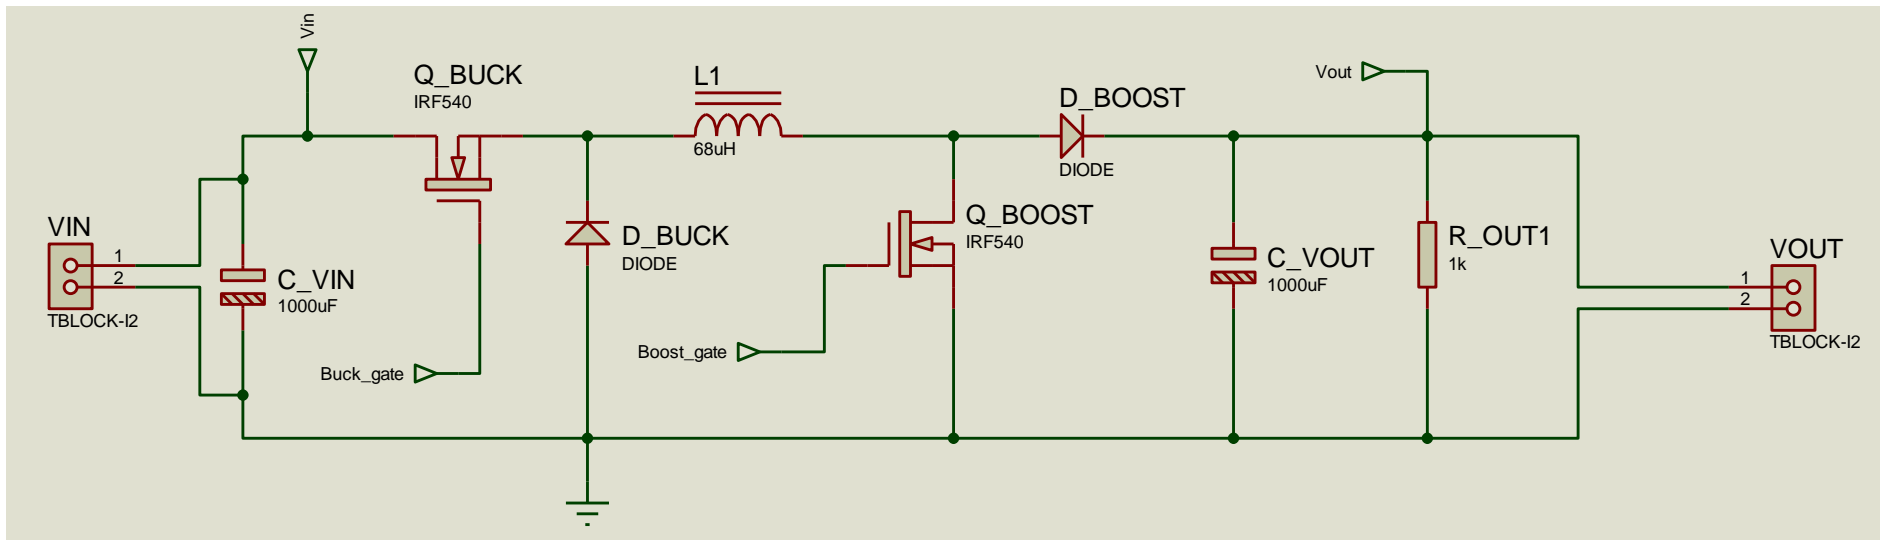 Vin
Q_BUCK
IRF540
L1
68uH
D_BOOST
DIODE
Vout
VIN
1
2
TBLOCK-I2
C_VIN
1000uF
Buck_gate
D_BUCK
DIODE
Q_BOOST
IRF540
Boost_gate
C_VOUT
1000uF
R_OUT1
1k
VOUT
1
2
TBLOCK-I2